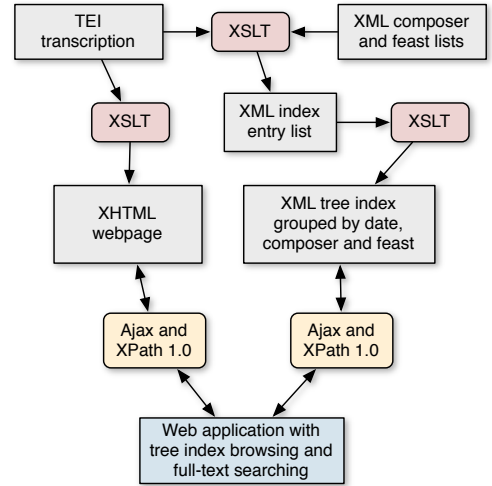 TEI
transcription
XSLT
XML composer
and feast lists
XSLT
XML index
entry list
XSLT
XHTML
webpage
XML tree index
grouped by date,
composer and feast
Ajax and
XPath 1.0
Ajax and
XPath 1.0
Web application with
tree index browsing and
full-text searching